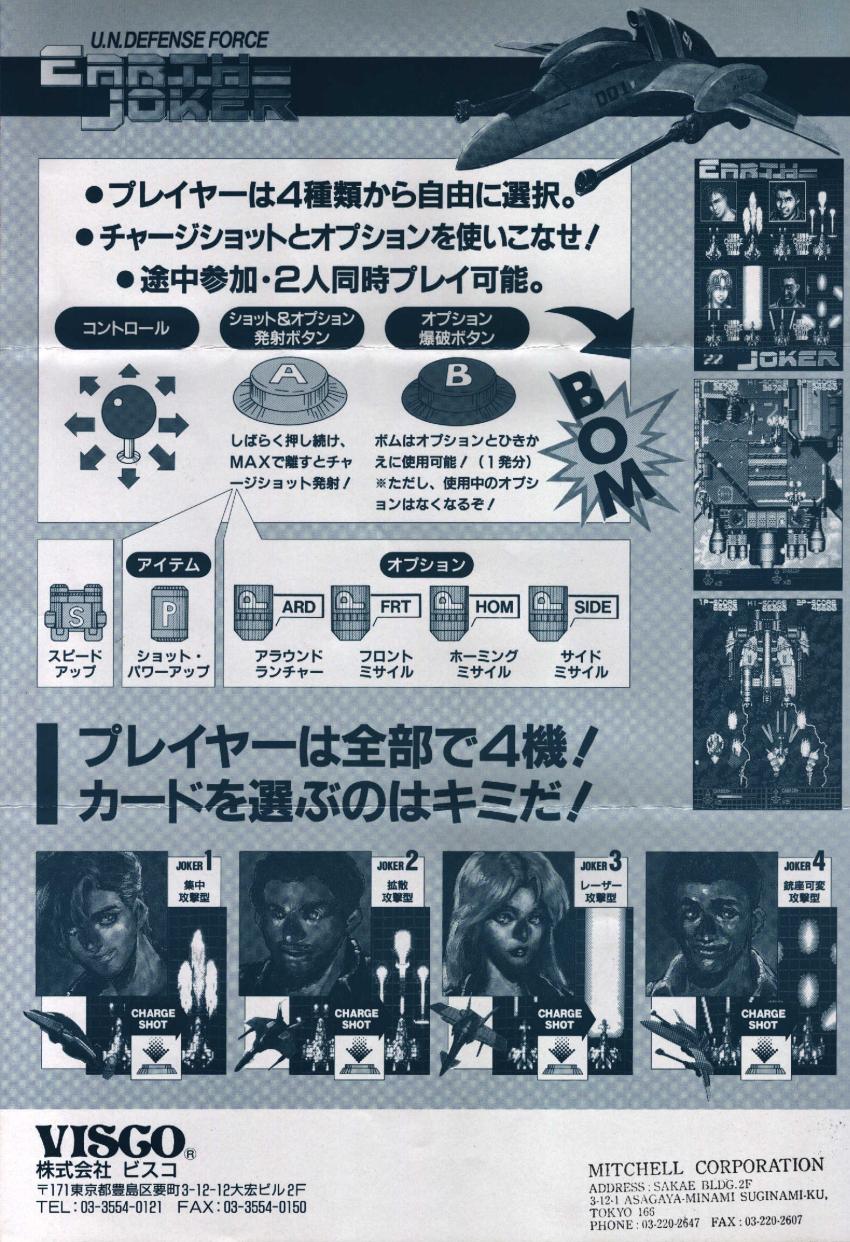 U.N.DEFENSE FORCE
EARTH
JOKER
001
●プレイヤーは4種類から自由に選択。
●チャージショットとオプションを使いこなせ!
●途中参加・2人同時プレイ可能。
コントロール
ショット&オプション
発射ボタン
オプション
爆破ボタン
A
B
BOM
しばらく押し続け、
MAXで離すとチャ
ージショット発射!
ボムはオプションとひきか
えに使用可能!(1発分)
※ただし、使用中のオプシ
ョンはなくなるぞ!
アイテム
オプション
S
P
ARD
FRT
HOM
SIDE
スピード
アップ
ショット・
パワーアップ
アラウンド
ランチャー
フロント
ミサイル
ホーミング
ミサイル
サイド
ミサイル
EARTH
22
JOKER
1P-SCORE HI-SCORE 2P-SCORE
プレイヤーは全部で4機!
カードを選ぶのはキミだ!
JOKER 1
集中
攻撃型
CHARGE
SHOT
JOKER 2
拡散
攻撃型
CHARGE
SHOT
JOKER 3
レーザー
攻撃型
CHARGE
SHOT
JOKER 4
銃座可変
攻撃型
CHARGE
SHOT
VISCO®
株式会社 ビスコ
〒171東京都豊島区要町3-12-12大宏ビル2F
TEL:03-3554-0121 FAX:03-3554-0150
MITCHELL CORPORATION
ADDRESS : SAKAE BLDG.2F
3-12-1 ASAGAYA-MINAMI SUGINAMI-KU,
TOKYO 166
PHONE : 03-220-2647 FAX : 03-220-2607